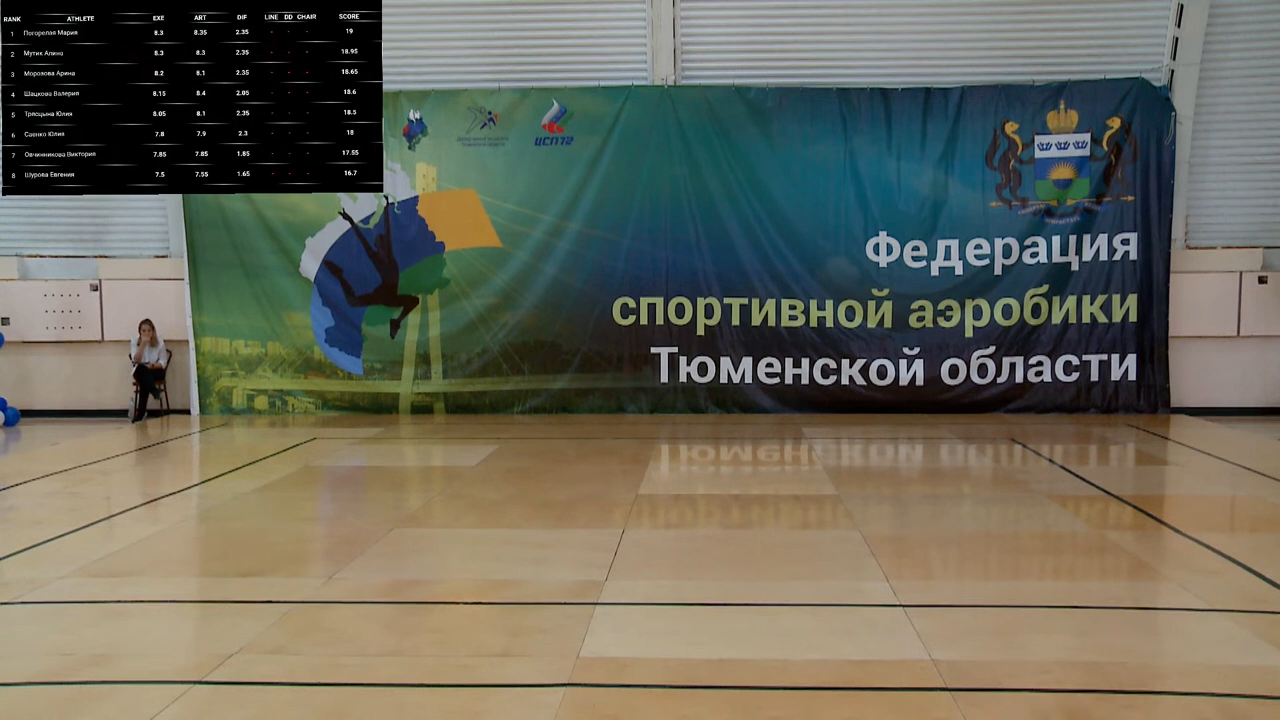 RANK ATHLETE EXE ART DIF LINE DD CHAIR SCORE
1 Погорелая Мария 8.3 8.35 2.35 - - - 19
2 Мутик Алина 8.3 8.3 2.35 - - - 18.95
3 Морозова Арина 8.2 8.1 2.35 - - - 18.65
4 Шацкова Валерия 8.15 8.4 2.05 - - - 18.6
5 Трясцына Юлия 8.05 8.1 2.35 - - - 18.5
6 Саенко Юлия 7.8 7.9 2.3 - - - 18
7 Овчинникова Виктория 7.85 7.85 1.85 - - - 17.55
8 Шурова Евгения 7.5 7.55 1.65 - - - 16.7
ЦСП72
Федерация
спортивной аэробики
Тюменской области